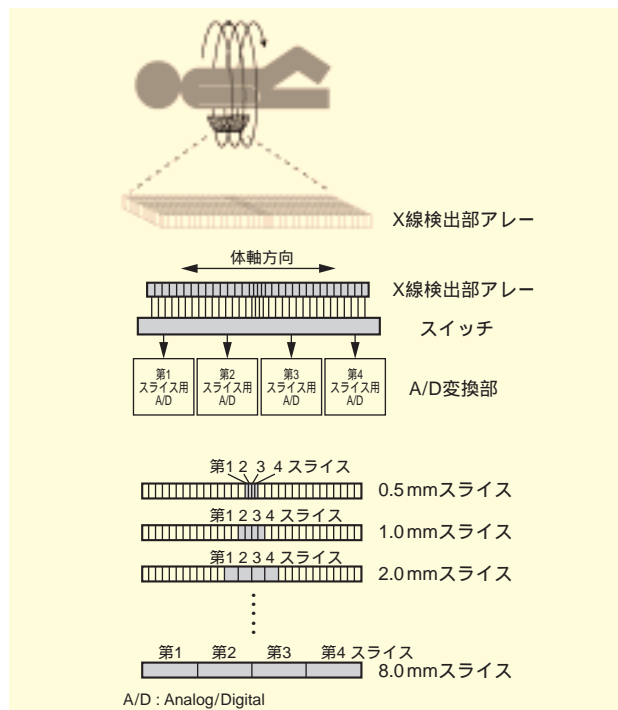 X線検出部アレー
体軸方向
X線検出部アレー
スイッチ
第1
スライス用
A/D
第2
スライス用
A/D
第3
スライス用
A/D
第4
スライス用
A/D
A/D変換部
第1 2 3 4 スライス
0.5mmスライス
第1 2 3 4 スライス
1.0mmスライス
第1 2 3 4 スライス
2.0mmスライス
第1 第2 第3 第4 スライス
8.0mmスライス
A/D : Analog/Digital